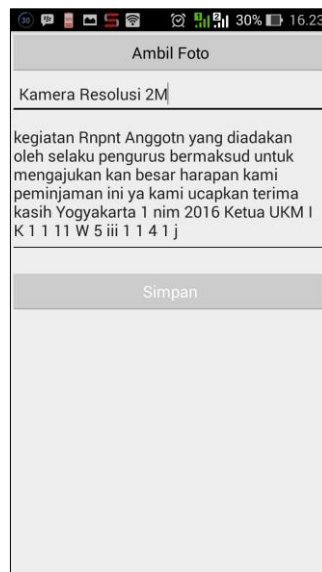 30% 16.23
Ambil Foto
Kamera Resolusi 2M
kegiatan Rnpnt Anggotn yang diadakan
oleh selaku pengurus bermaksud untuk
mengajukan kan besar harapan kami
peminjaman ini ya kami ucapkan terima
kasih Yogyakarta 1 nim 2016 Ketua UKM I
K 1 1 11 W 5 iii 1 1 4 1 j
Simpan